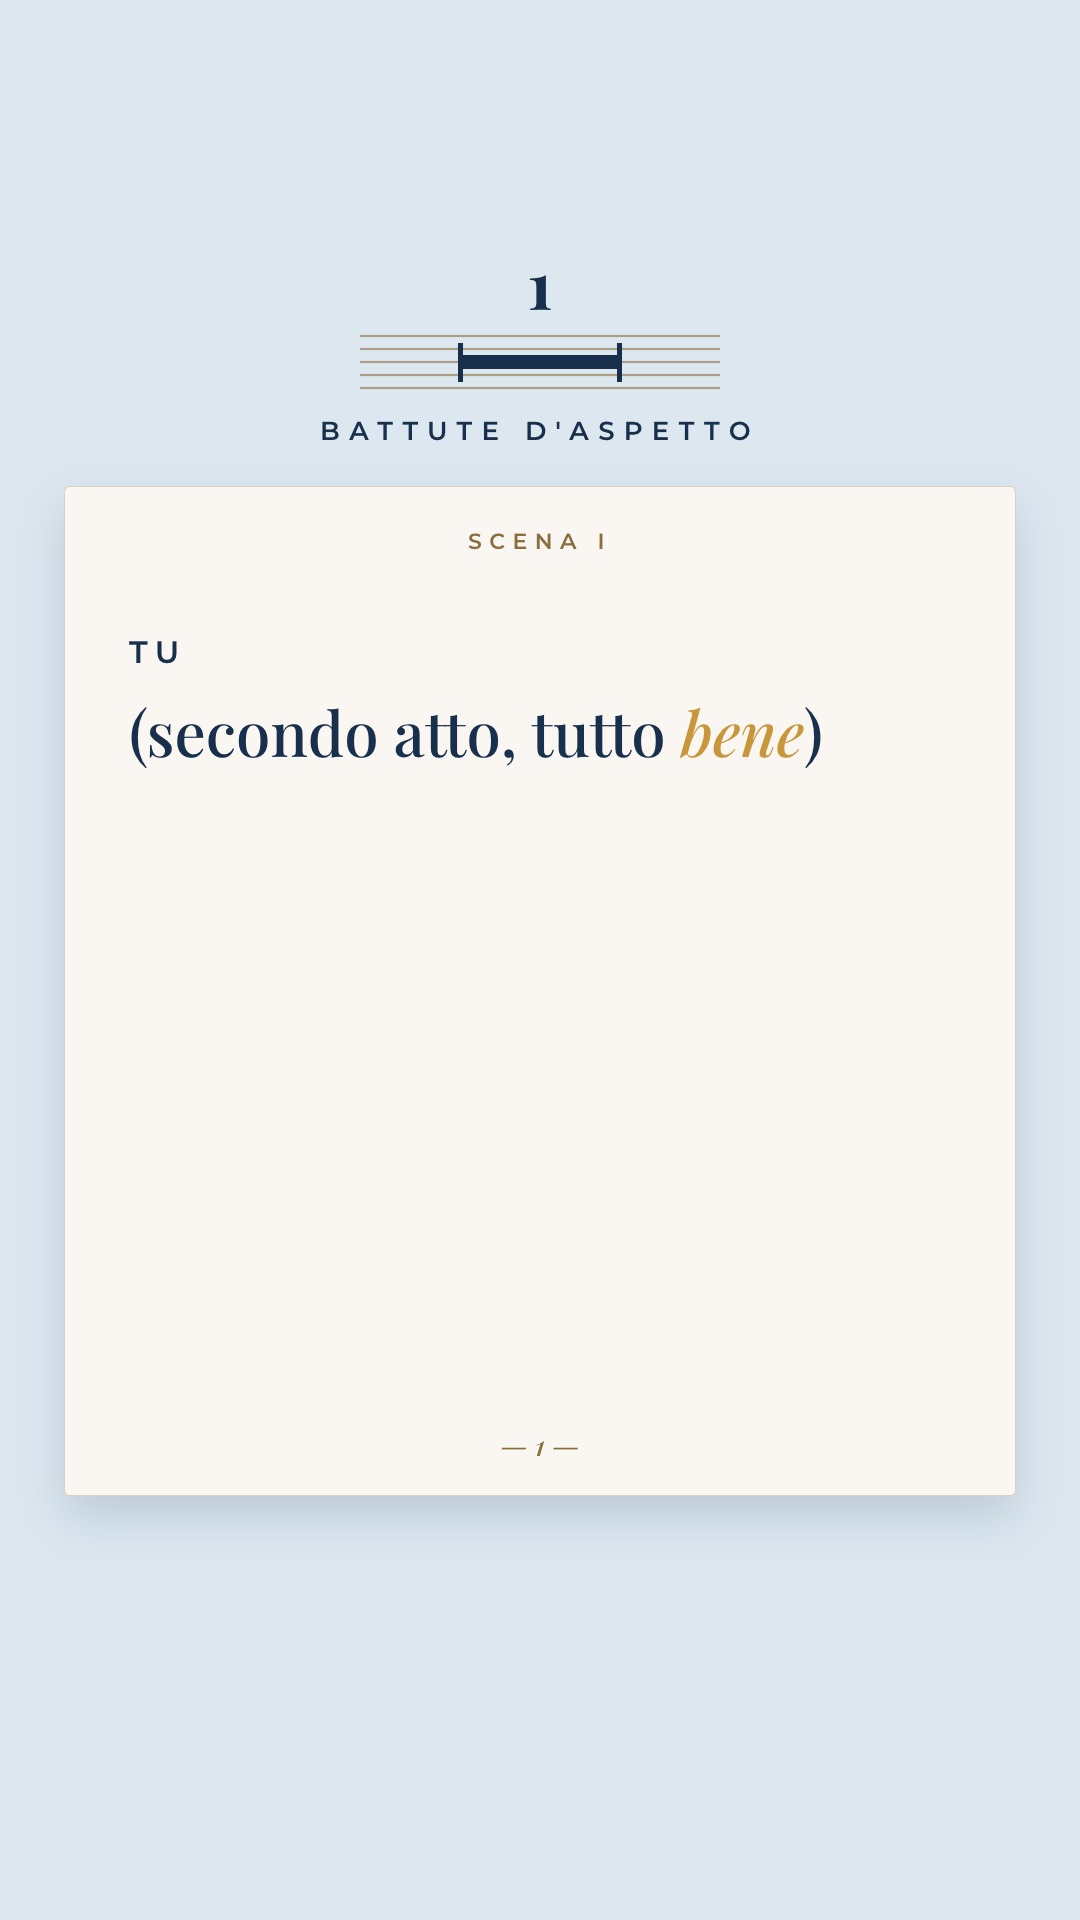 1
BATTUTE D'ASPETTO
SCENA I
TU
(secondo atto, tutto bene)
— 1 —